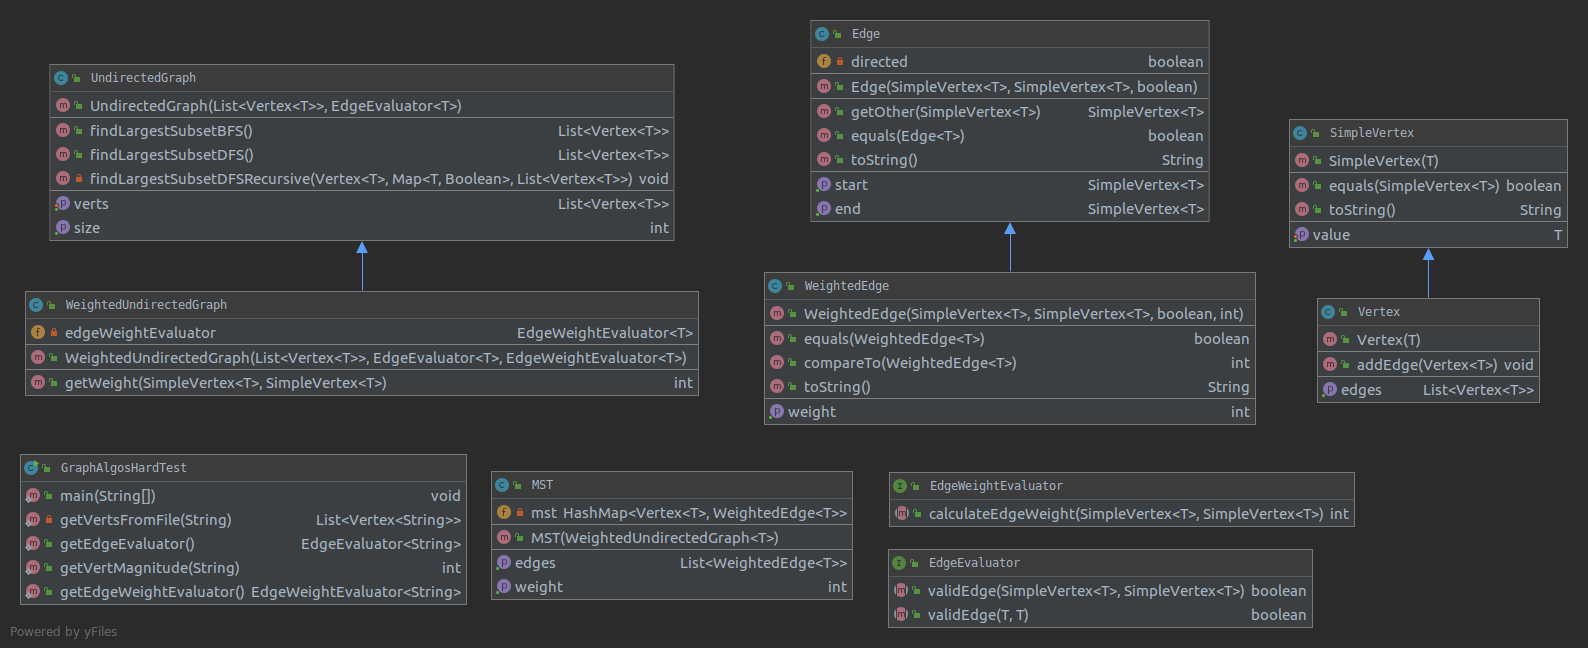 UndirectedGraph
UndirectedGraph(List<Vertex<T>>, EdgeEvaluator<T>)
findLargestSubsetBFS() List<Vertex<T>>
findLargestSubsetDFS() List<Vertex<T>>
findLargestSubsetDFSRecursive(Vertex<T>, Map<T, Boolean>, List<Vertex<T>>) void
verts List<Vertex<T>>
size int
Edge
directed boolean
Edge(SimpleVertex<T>, SimpleVertex<T>, boolean)
getOther(SimpleVertex<T>) SimpleVertex<T>
equals(Edge<T>) boolean
toString() String
start SimpleVertex<T>
end SimpleVertex<T>
SimpleVertex
SimpleVertex(T)
equals(SimpleVertex<T>) boolean
toString() String
value T
WeightedUndirectedGraph
edgeWeightEvaluator EdgeWeightEvaluator<T>
WeightedUndirectedGraph(List<Vertex<T>>, EdgeEvaluator<T>, EdgeWeightEvaluator<T>)
getWeight(SimpleVertex<T>, SimpleVertex<T>) int
WeightedEdge
WeightedEdge(SimpleVertex<T>, SimpleVertex<T>, boolean, int)
equals(WeightedEdge<T>) boolean
compareTo(WeightedEdge<T>) int
toString() String
weight int
Vertex
Vertex(T)
addEdge(Vertex<T>) void
edges List<Vertex<T>>
GraphAlgosHardTest
main(String[]) void
getVertsFromFile(String) List<Vertex<String>>
getEdgeEvaluator() EdgeEvaluator<String>
getVertMagnitude(String) int
getEdgeWeightEvaluator() EdgeWeightEvaluator<String>
MST
mst HashMap<Vertex<T>, WeightedEdge<T>>
MST(WeightedUndirectedGraph<T>)
edges List<WeightedEdge<T>>
weight int
EdgeWeightEvaluator
calculateEdgeWeight(SimpleVertex<T>, SimpleVertex<T>) int
EdgeEvaluator
validEdge(SimpleVertex<T>, SimpleVertex<T>) boolean
validEdge(T, T) boolean
Powered by yFiles